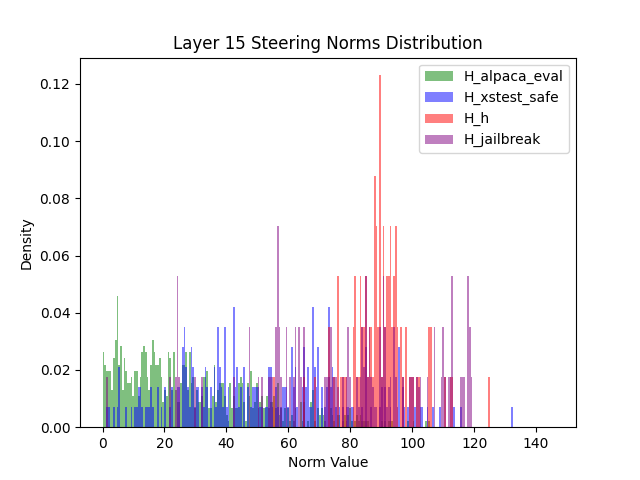 Layer 15 Steering Norms Distribution
H_alpaca_eval
H_xstest_safe
H_h
H_jailbreak
0.12
0.10
0.08
0.06
0.04
0.02
0.00
Density
0 20 40 60 80 100 120 140
Norm Value